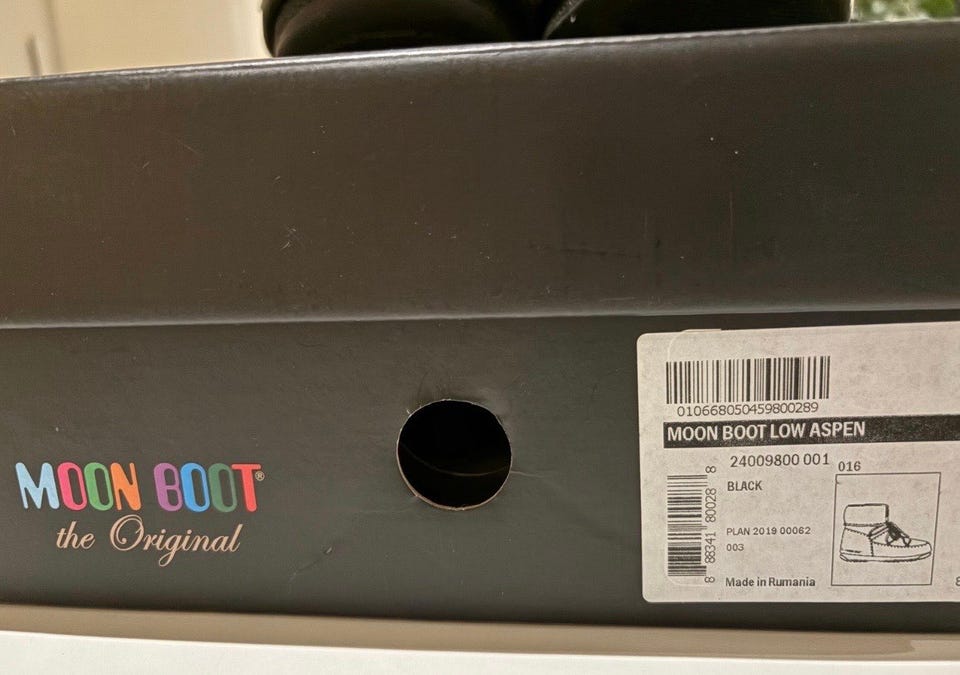 MOON BOOT®
the Original
010668050459800289
MOON BOOT LOW ASPEN
24009800 001
016
BLACK
8 88341 80028 8
PLAN 2019 00062
003
Made in Rumania